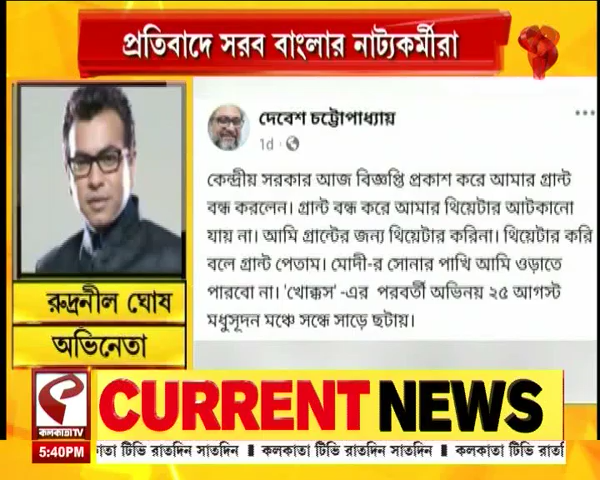 প্রতিবাদে সরব বাংলার নাট্যকর্মীরা
দেবেশ চট্টোপাধ্যায়
1d
কেন্দ্রীয় সরকার আজ বিজ্ঞপ্তি প্রকাশ করে আমার গ্রান্ট
বন্ধ করলেন। গ্রান্ট বন্ধ করে আমার থিয়েটার আটকানো
যায় না। আমি গ্রান্টের জন্য থিয়েটার করিনা। থিয়েটার করি
বলে গ্রান্ট পেতাম। মোদী-র সোনার পাখি আমি ওড়াতে
পারবো না। 'খোক্কস' -এর পরবর্তী অভিনয় ২৫ আগস্ট
মধুসূদন মঞ্চে সন্ধে সাড়ে ছটায়।
রুদ্রনীল ঘোষ
অভিনেতা
কলকাতা TV
CURRENT NEWS
5:40PM
কাতা টিভি রাতদিন সাতদিন কলকাতা টিভি রাতদিন সাতদিন কলকাতা টিভি রাতি